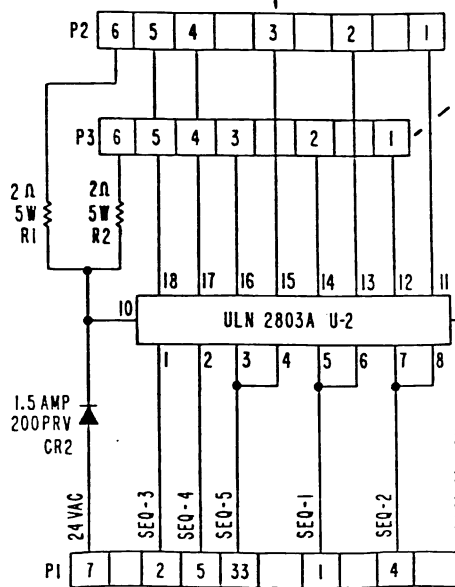 P2 6 5 4 3 2 1
P3 6 5 4 3 2 1
2Ω 2Ω
5W 5W
R1 R2
18 17 16 15 14 13 12 11
10 ULN 2803A U-2
1 2 3 4 5 6 7 8
1.5 AMP
200PRV
CR2
24VAC
SEQ-3
SEQ-4
SEQ-5
SEQ-1
SEQ-2
P1 7 2 5 33 1 4